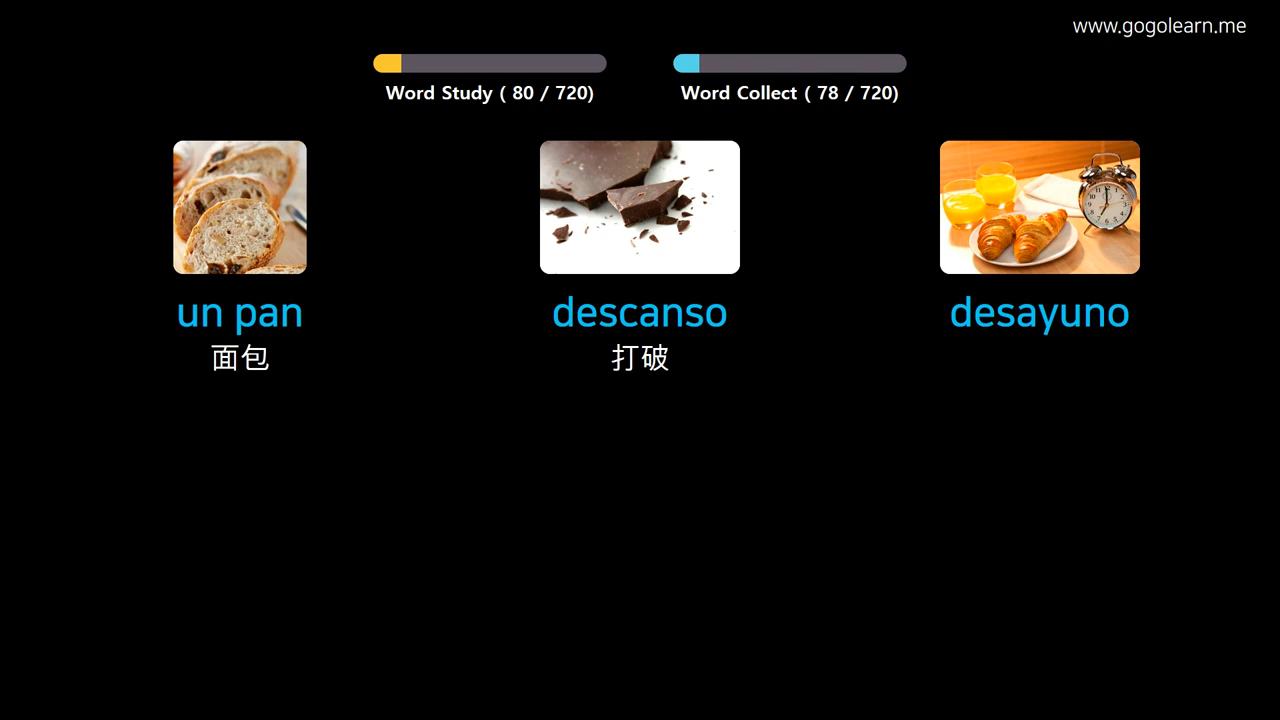 www.gogolearn.me
Word Study ( 80 / 720)
Word Collect ( 78 / 720)
un pan
面包
descanso
打破
desayuno